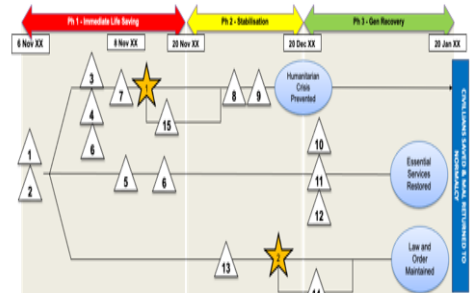 Ph 1 - Immediate Life Saving
Ph 2 - Stabilisation
Ph 3 - Gen Recovery
6 Nov XX
8 Nov XX
20 Nov XX
20 Dec XX
20 Jan XX
3
7
1
8
9
Humanitarian
Crisis
Prevented
4
15
6
10
1
2
5
6
11
Essential
Services
Restored
12
13
2
Law and
Order
Maintained
CIVILIANS SAVED & MAL RETURNED TO
NORMALCY